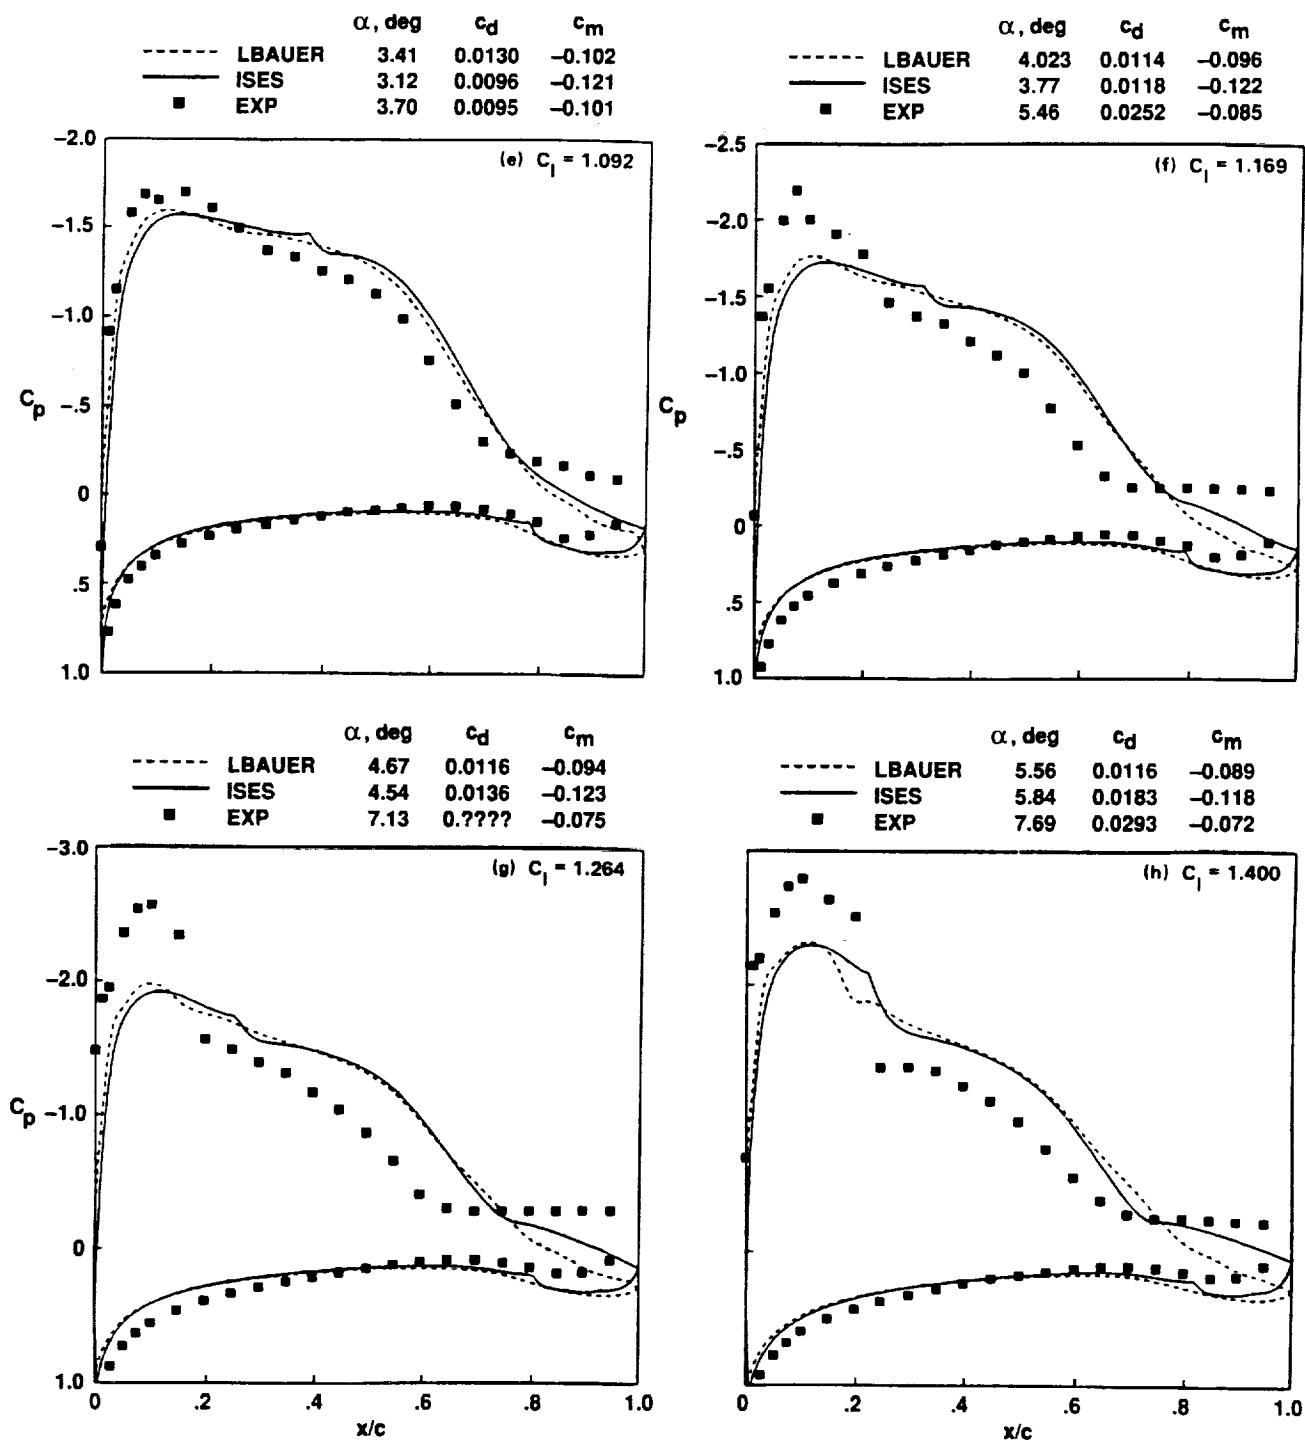 α, deg c_d c_m
LBAUER 3.41 0.0130 –0.102
ISES 3.12 0.0096 –0.121
EXP 3.70 0.0095 –0.101
–2.0
(e) C_l = 1.092
–1.5
–1.0
C_p –.5
0
.5
1.0
α, deg c_d c_m
LBAUER 4.023 0.0114 –0.096
ISES 3.77 0.0118 –0.122
EXP 5.46 0.0252 –0.085
–2.5
(f) C_l = 1.169
–2.0
–1.5
–1.0
C_p
–.5
0
.5
1.0
α, deg c_d c_m
LBAUER 4.67 0.0116 –0.094
ISES 4.54 0.0136 –0.123
EXP 7.13 0.???? –0.075
–3.0
(g) C_l = 1.264
–2.0
C_p –1.0
0
1.0
0 .2 .4 .6 .8 1.0
x/c
α, deg c_d c_m
LBAUER 5.56 0.0116 –0.089
ISES 5.84 0.0183 –0.118
EXP 7.69 0.0293 –0.072
(h) C_l = 1.400
0 .2 .4 .6 .8 1.0
x/c